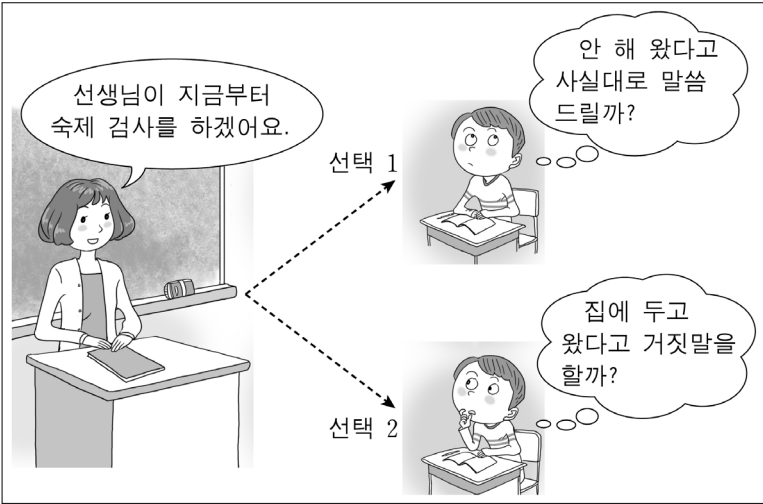 선생님이 지금부터
숙제 검사를 하겠어요.
선택 1
안 해 왔다고
사실대로 말씀
드릴까?
선택 2
집에 두고
왔다고 거짓말을
할까?